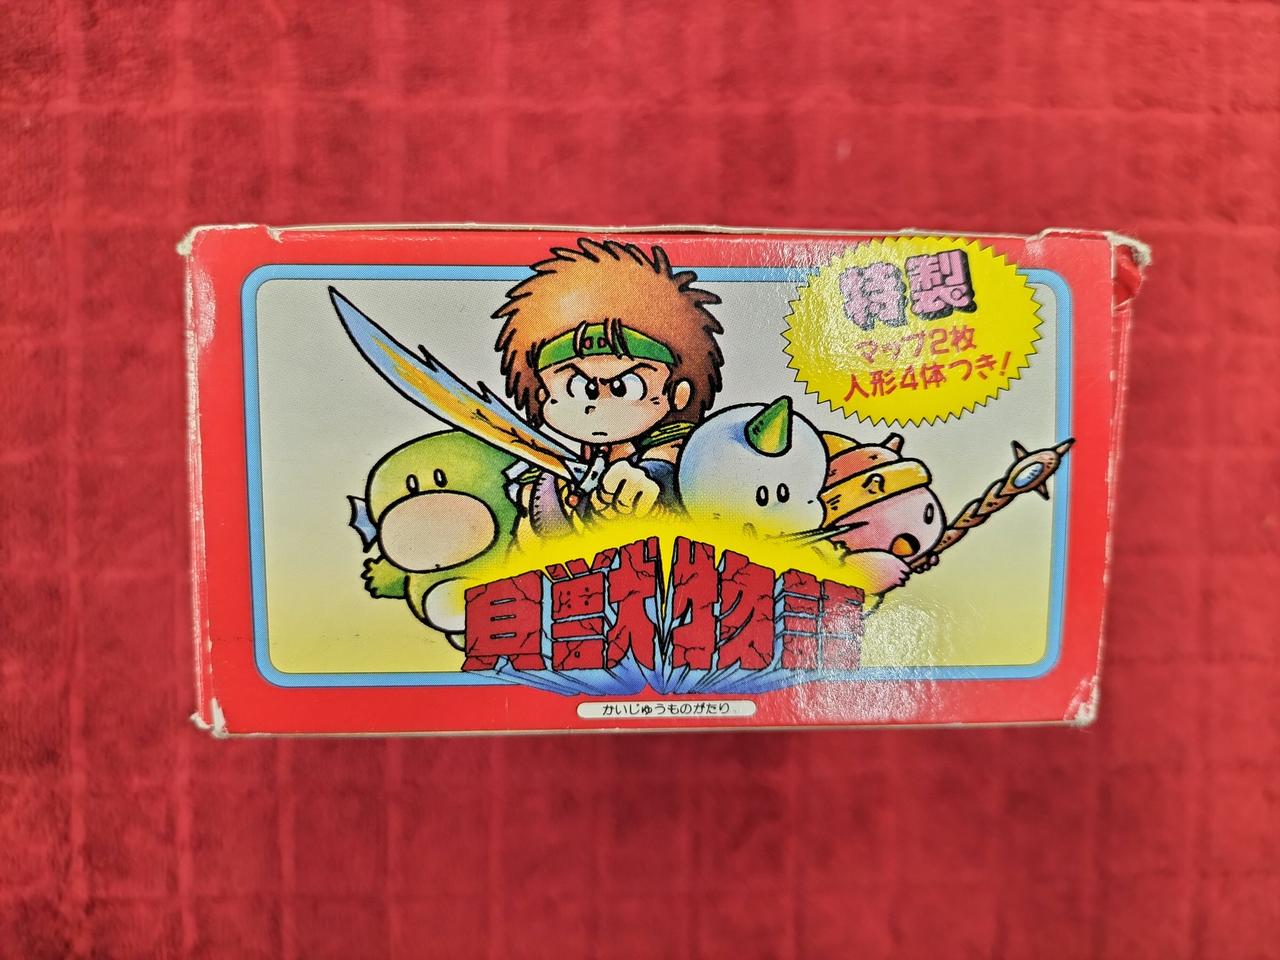 特製
マップ2枚
人形4体つき!
貝獣物語
かいじゅうものがたり